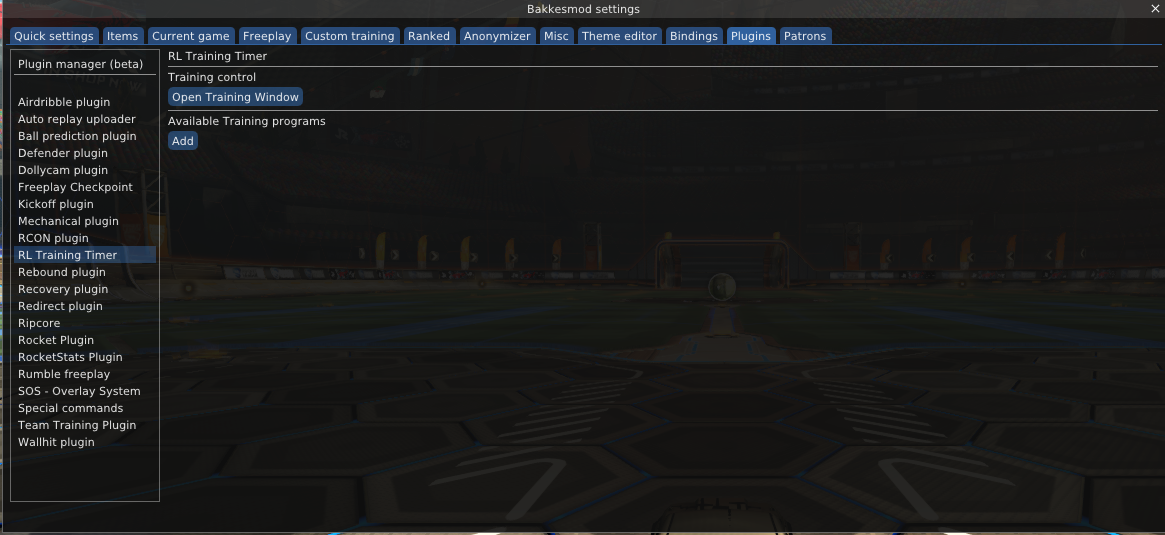 Bakkesmod settings
Quick settings Items Current game Freeplay Custom training Ranked Anonymizer Misc Theme editor Bindings Plugins Patrons
Plugin manager (beta)
Airdribble plugin
Auto replay uploader
Ball prediction plugin
Defender plugin
Dollycam plugin
Freeplay Checkpoint
Kickoff plugin
Mechanical plugin
RCON plugin
RL Training Timer
Rebound plugin
Recovery plugin
Redirect plugin
Ripcore
Rocket Plugin
RocketStats Plugin
Rumble freeplay
SOS - Overlay System
Special commands
Team Training Plugin
Wallhit plugin
RL Training Timer
Training control
Open Training Window
Available Training programs
Add